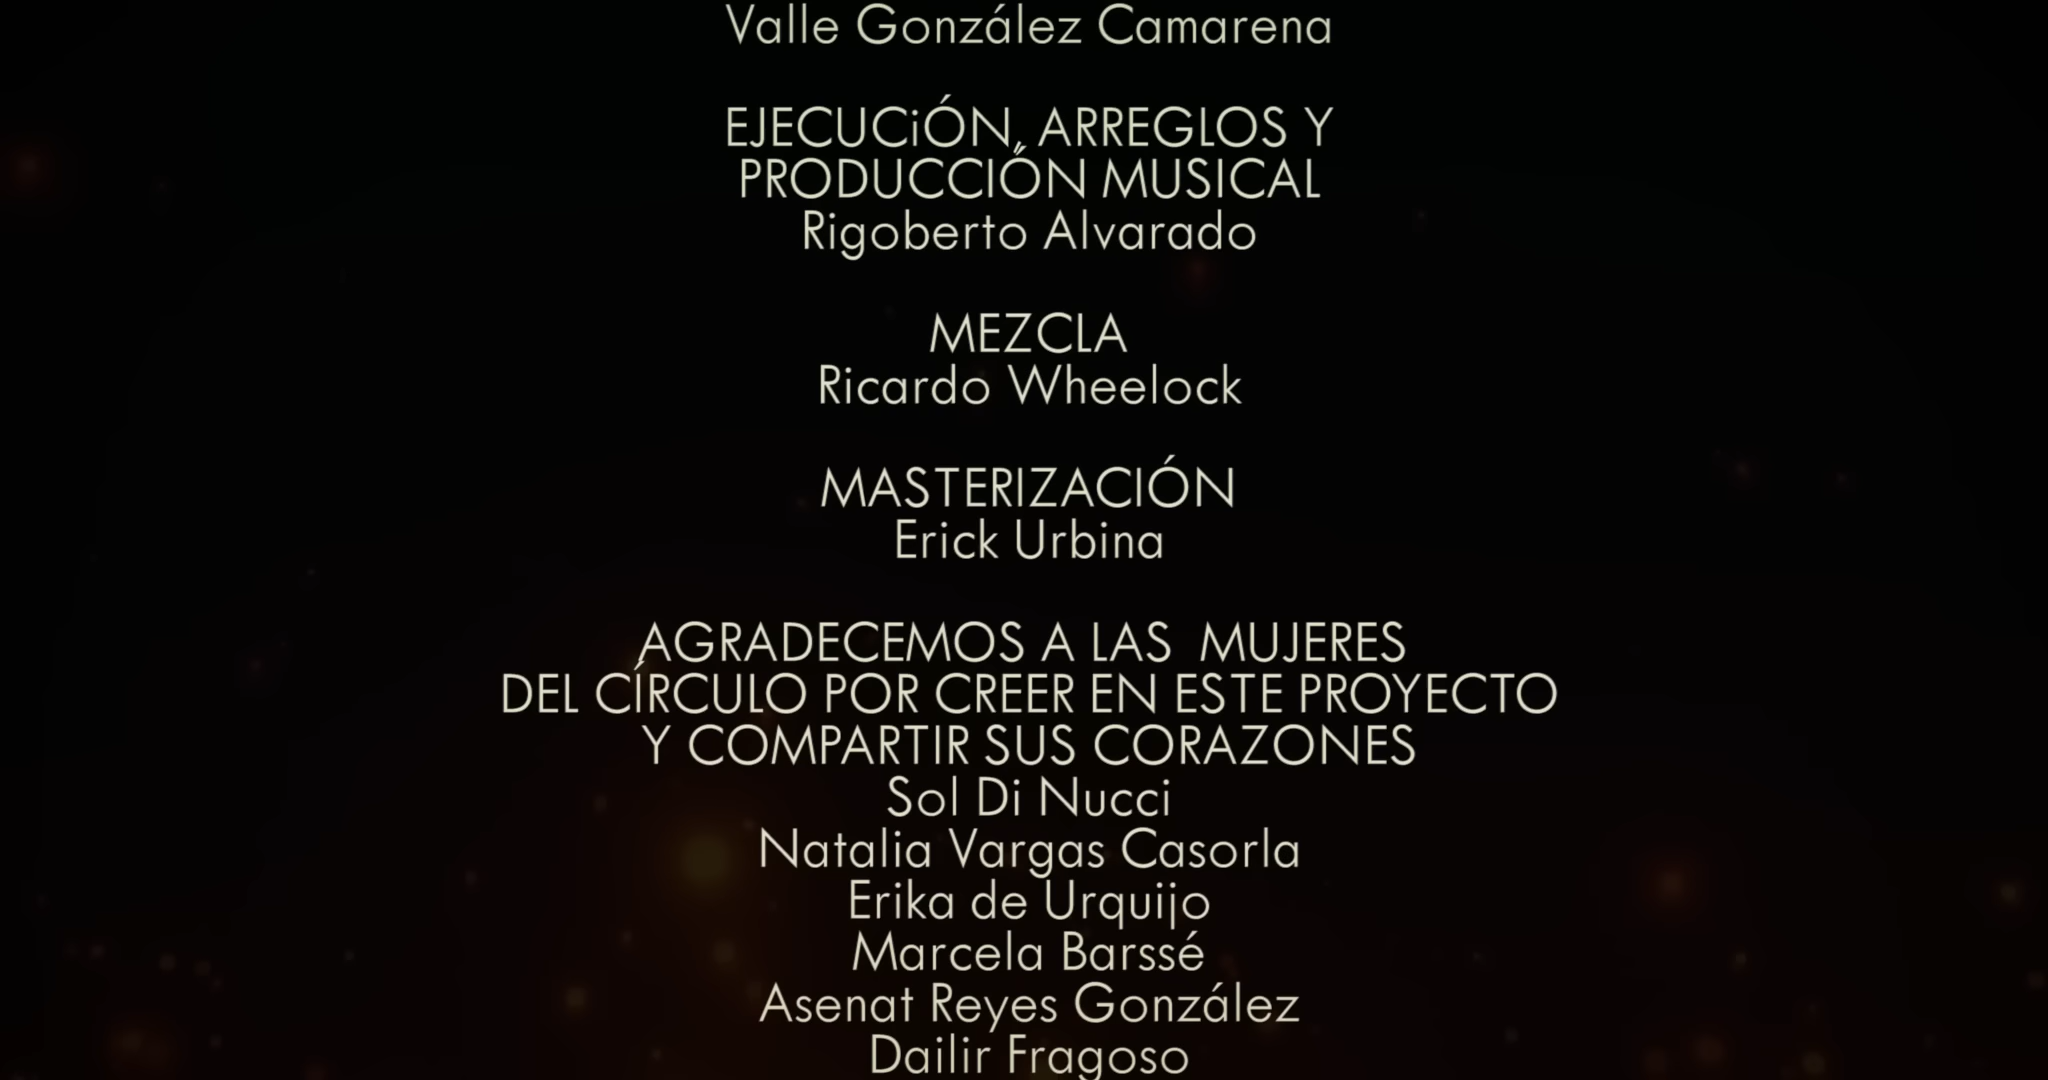 Valle González Camarena
EJECUCiÓN, ARREGLOS Y
PRODUCCIÓN MUSICAL
Rigoberto Alvarado
MEZCLA
Ricardo Wheelock
MASTERIZACIÓN
Erick Urbina
AGRADECEMOS A LAS  MUJERES
DEL CÍRCULO POR CREER EN ESTE PROYECTO
Y COMPARTIR SUS CORAZONES
Sol Di Nucci
Natalia Vargas Casorla
Erika de Urquijo
Marcela Barssé
Asenat Reyes González
Dailir Fragoso